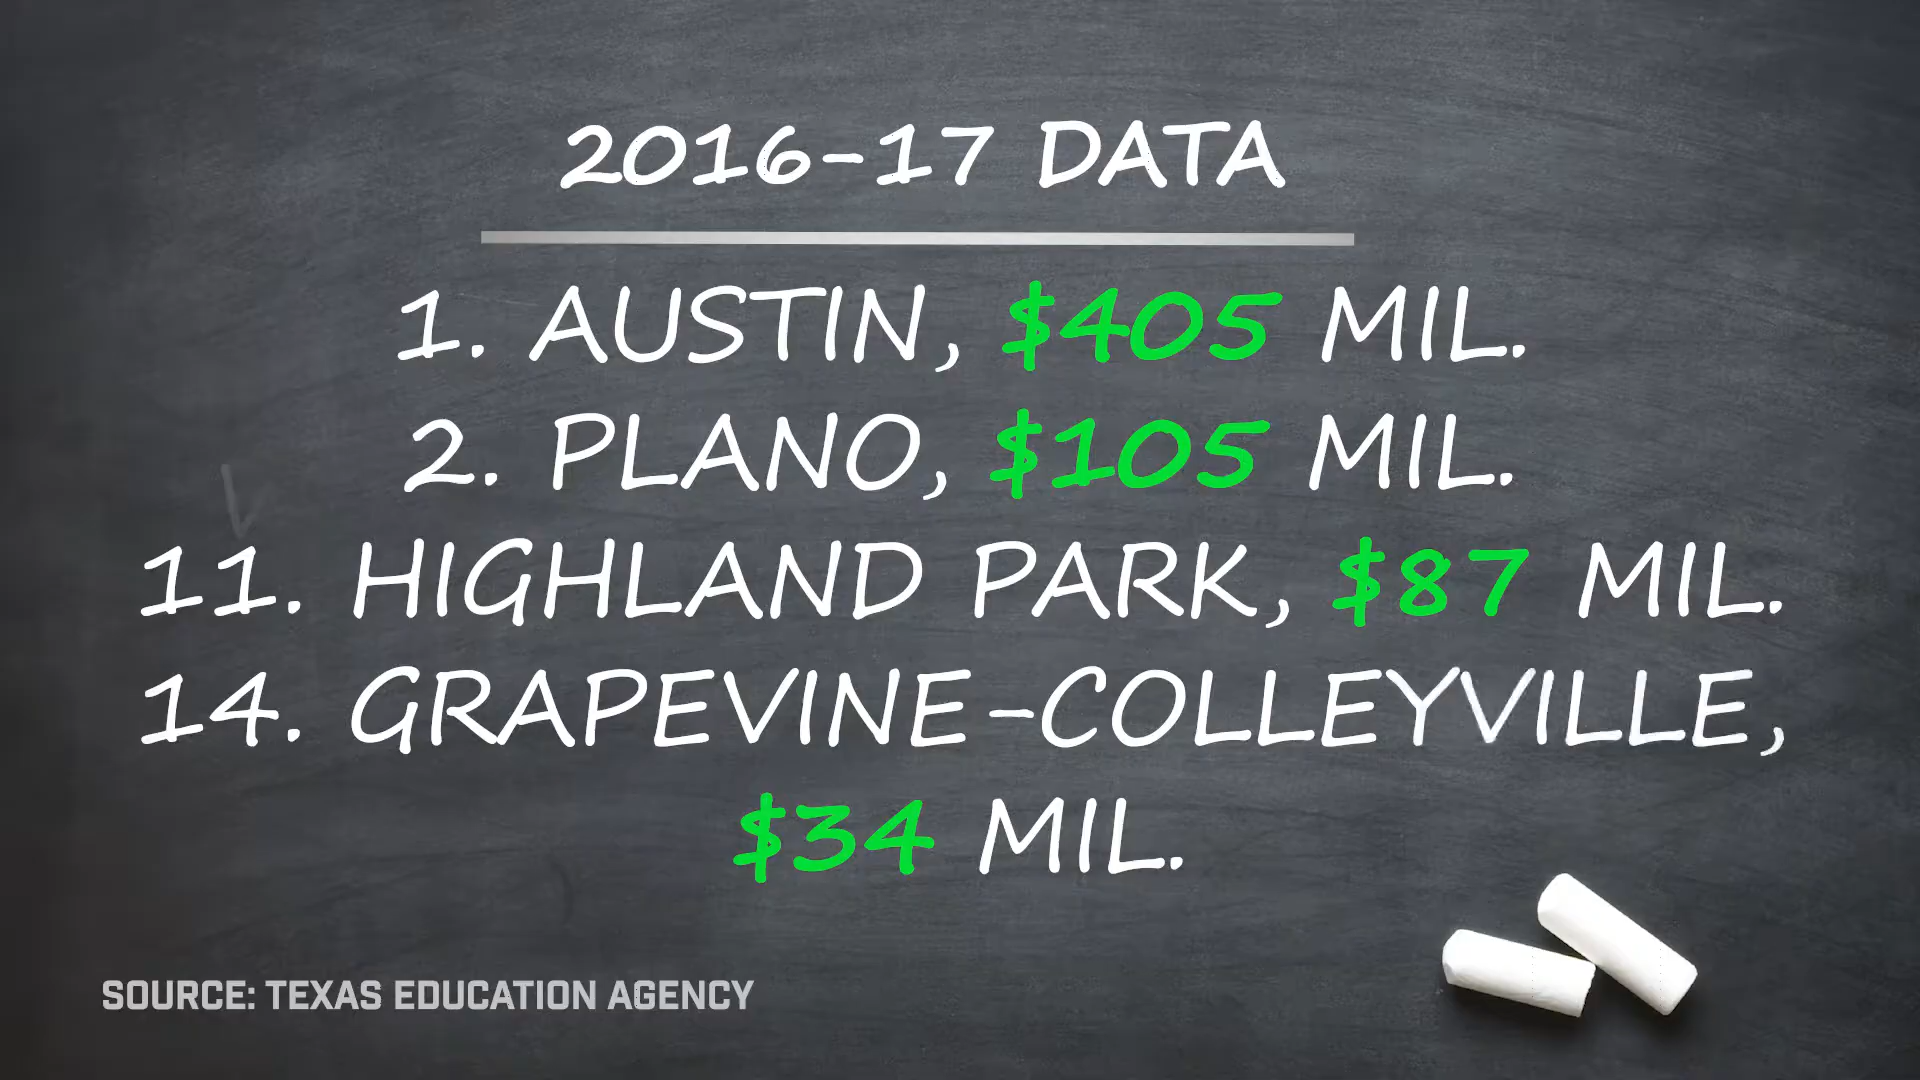 2016-17 DATA
1. AUSTIN, $405 MIL.
2. PLANO, $105 MIL.
11. HIGHLAND PARK, $87 MIL.
14. GRAPEVINE-COLLEYVILLE,
$34 MIL.
SOURCE: TEXAS EDUCATION AGENCY